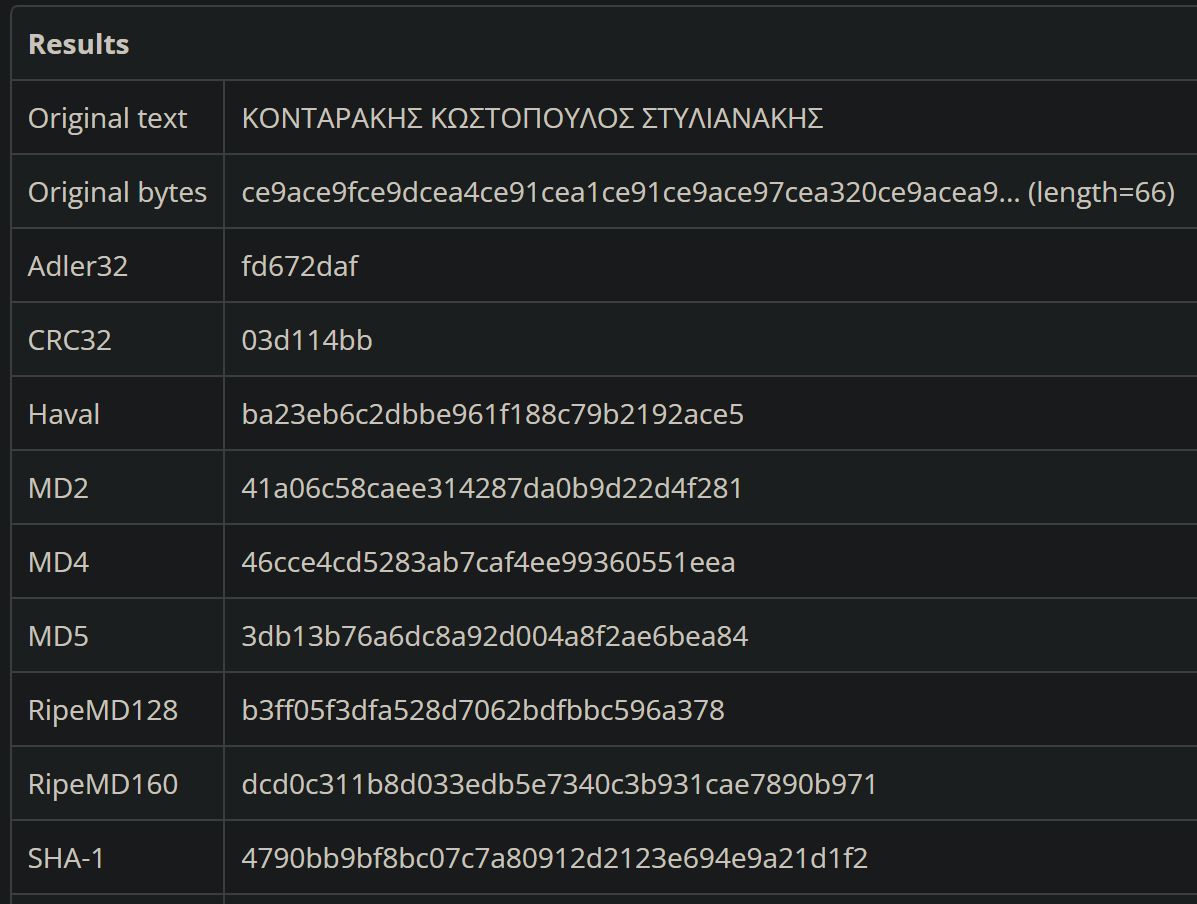 Results
Original text ΚΟΝΤΑΡΑΚΗΣ ΚΩΣΤΟΠΟΥΛΟΣ ΣΤΥΛΙΑΝΑΚΗΣ
Original bytes ce9ace9fce9dcea4ce91cea1ce91ce9ace97cea320ce9acea9... (length=66)
Adler32 fd672daf
CRC32 03d114bb
Haval ba23eb6c2dbbe961f188c79b2192ace5
MD2 41a06c58caee314287da0b9d22d4f281
MD4 46cce4cd5283ab7caf4ee99360551eea
MD5 3db13b76a6dc8a92d004a8f2ae6bea84
RipeMD128 b3ff05f3dfa528d7062bdfbbc596a378
RipeMD160 dcd0c311b8d033edb5e7340c3b931cae7890b971
SHA-1 4790bb9bf8bc07c7a80912d2123e694e9a21d1f2